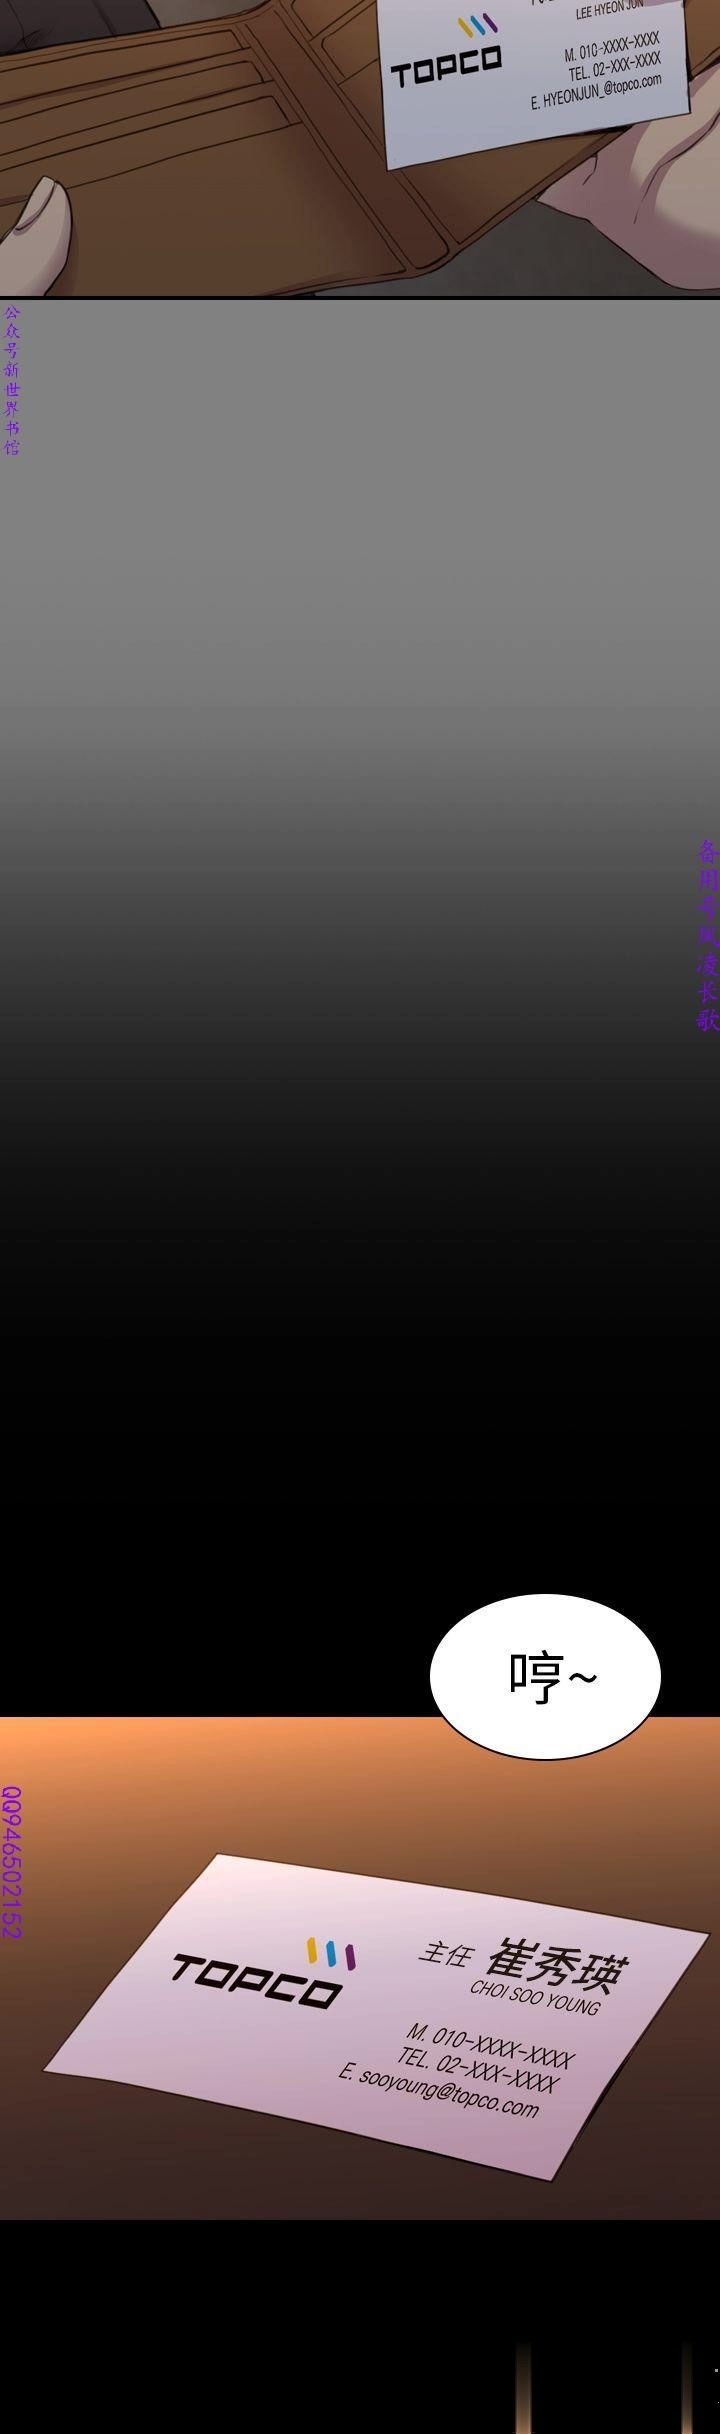 LEE HYEON JUN
TOPCO
M. 010-XXXX-XXXX
TEL. 02-XXX-XXXX
E. HYEONJUN_@topco.com
公众号新世界书馆
备用号风凌长歌
哼~
QQ946502152
TOPCO
主任 崔秀瑛
CHOI SOO YOUNG
M. 010-XXXX-XXXX
TEL. 02-XXX-XXXX
E. sooyoung@topco.com